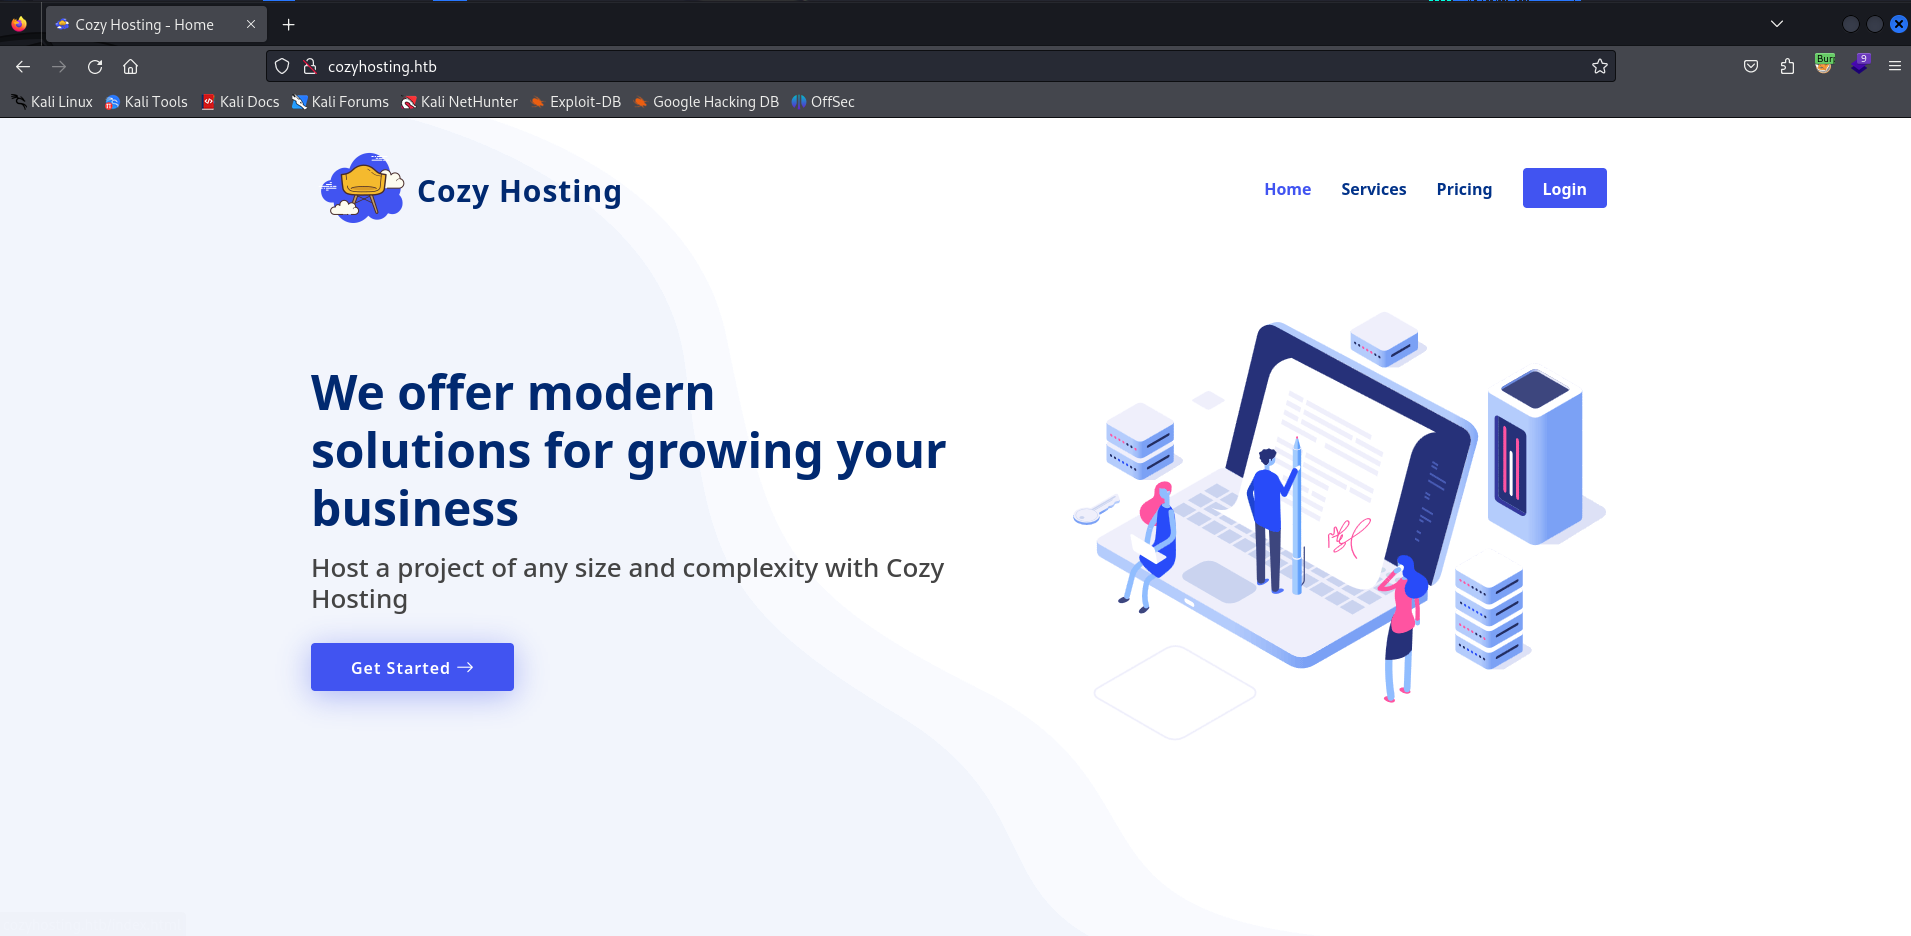 Cozy Hosting - Home
cozyhosting.htb
Burr
9
Kali Linux Kali Tools Kali Docs Kali Forums Kali NetHunter Exploit-DB Google Hacking DB OffSec
Cozy Hosting
Home Services Pricing Login
We offer modern
solutions for growing your
business
Host a project of any size and complexity with Cozy
Hosting
Get Started →